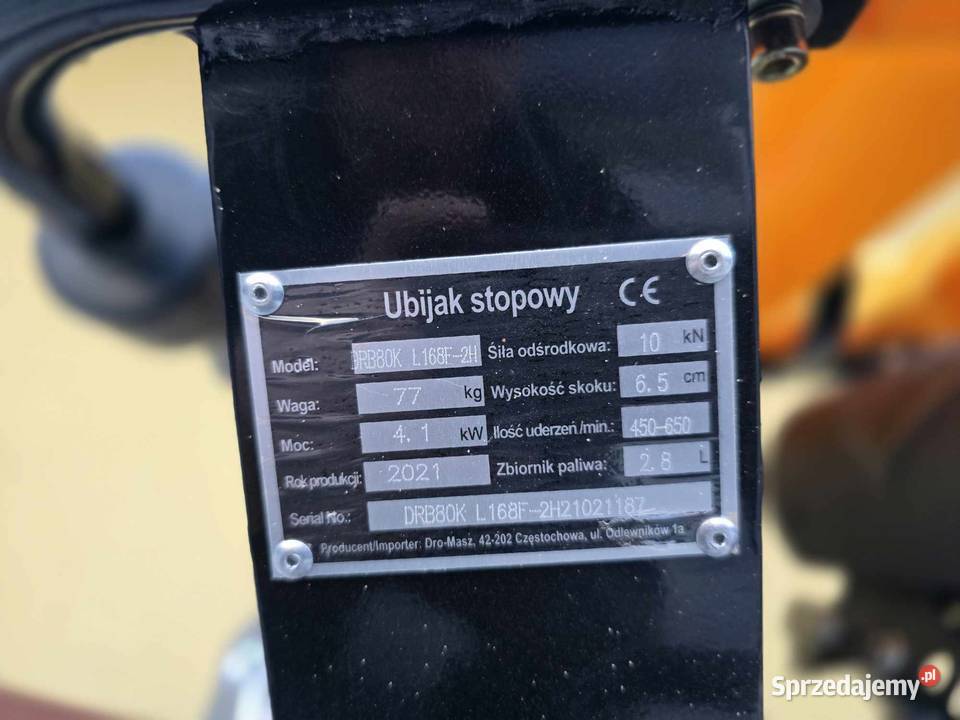 Ubijak stopowy CE
Model: DRB80K L168F-2H Siła odśrodkowa: 10 kN
Waga: 77 kg Wysokość skoku: 6.5 cm
Moc: 4.1 kW Ilość uderzeń/min.: 450-650
Rok produkcji: 2021 Zbiornik paliwa: 2.8 L
Serial No.: DRB80K L168F-2H21021187
Producent/Importer: Dro-Masz, 42-202 Częstochowa, ul. Odlewników 1a
Sprzedajemy.pl